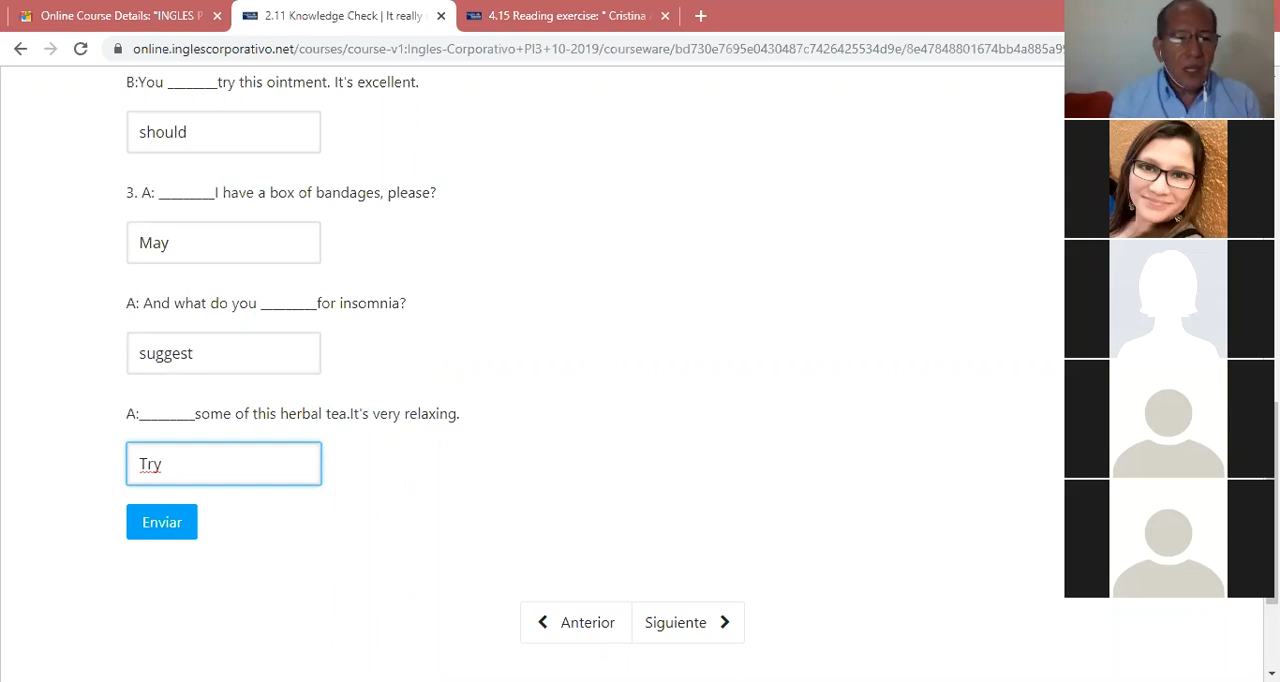 Online Course Details: "INGLES P
2.11 Knowledge Check | It really
4.15 Reading exercise: " Cristina
online.inglescorporativo.net/courses/course-v1:Ingles-Corporativo+PI3+10-2019/courseware/bd730e7695e0430487c7426425534d9e/8e47848801674bb4a885a9
B:You ________try this ointment. It's excellent.
should
3. A: ________I have a box of bandages, please?
May
A: And what do you ________for insomnia?
suggest
A:________some of this herbal tea.It's very relaxing.
Try
Enviar
Anterior Siguiente